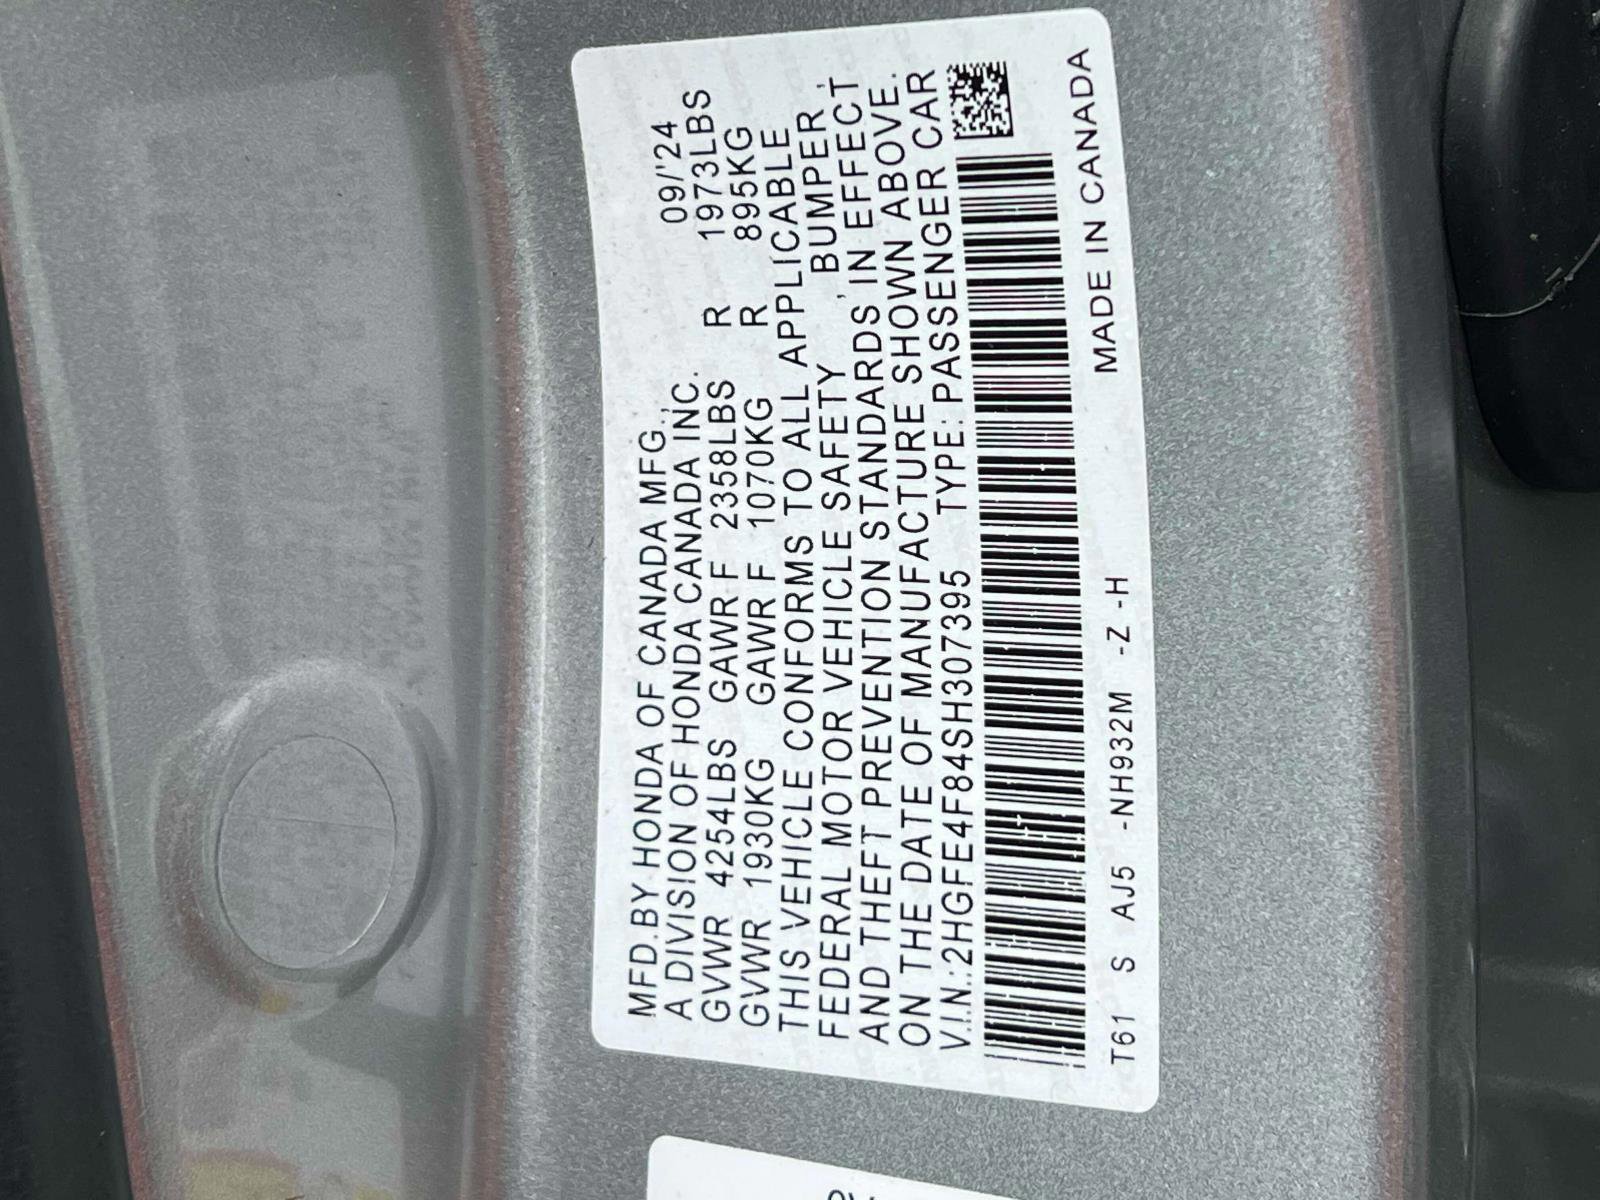 MFD.BY HONDA OF CANADA MFG., 09/'24
A DIVISION OF HONDA CANADA INC.
GVWR 4254LBS GAWR F 2358LBS R 1973LBS
GVWR 1930KG GAWR F 1070KG R 895KG
THIS VEHICLE CONFORMS TO ALL APPLICABLE
FEDERAL MOTOR VEHICLE SAFETY , BUMPER ,
AND THEFT PREVENTION STANDARDS IN EFFECT
ON THE DATE OF MANUFACTURE SHOWN ABOVE.
V.I.N.:2HGFE4F84SH307395 TYPE:PASSENGER CAR
T61 S AJ5 -NH932M -Z -H MADE IN CANADA